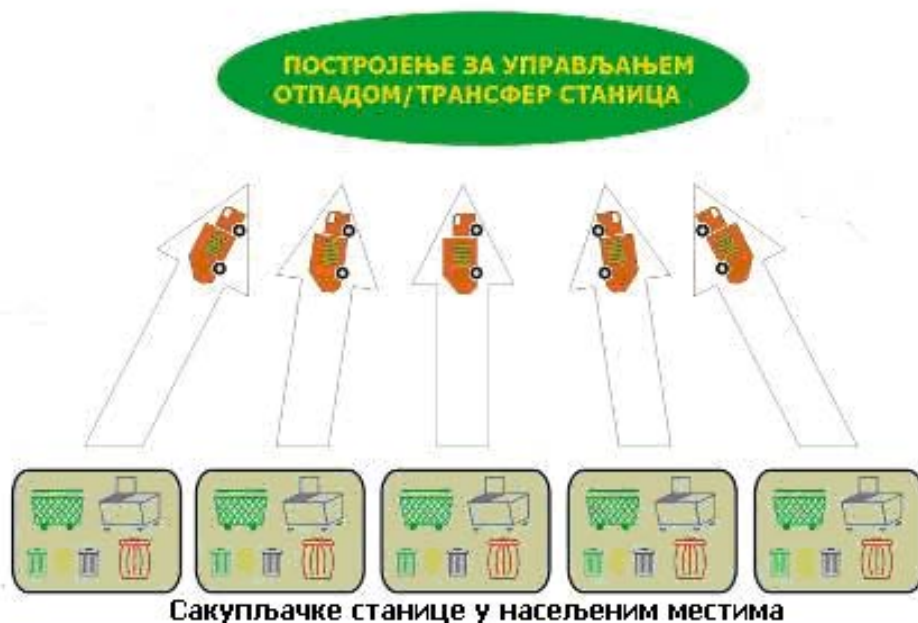 ПОСТРОЈЕЊЕ ЗА УПРАВЉАЊЕМ
ОТПАДОМ/ТРАНСФЕР СТАНИЦА
Сакупљачке станице у насељеним местима